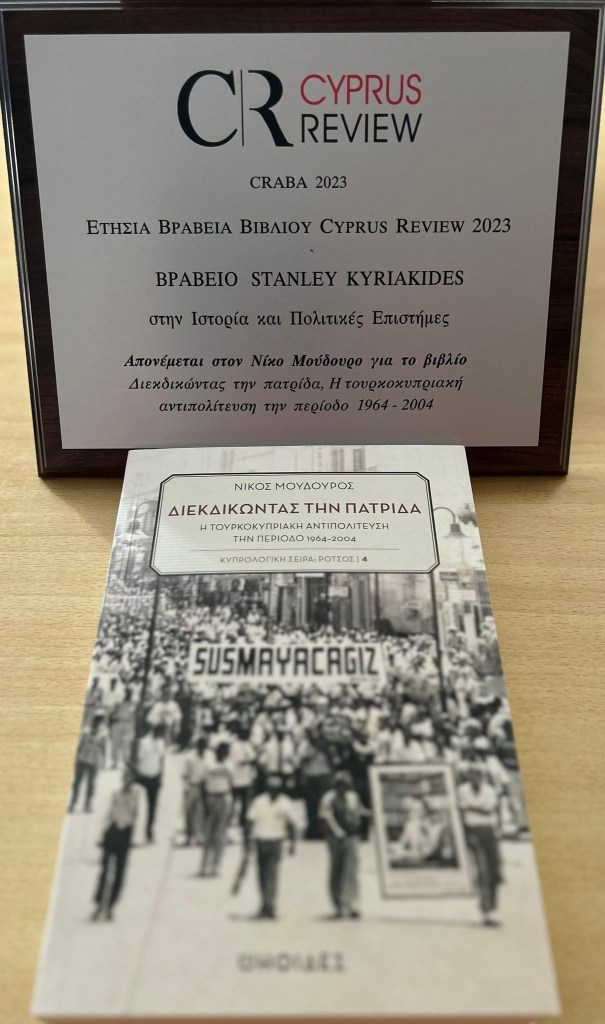 CR CYPRUS
REVIEW
CRABA 2023
ΕΤΗΣΙΑ ΒΡΑΒΕΙΑ ΒΙΒΛΙΟΥ CYPRUS REVIEW 2023
-
ΒΡΑΒΕΙΟ STANLEY KYRIAKIDES
στην Ιστορία και Πολιτικές Επιστήμες
Απονέμεται στον Νίκο Μούδουρο για το βιβλίο
Διεκδικώντας την πατρίδα, Η τουρκοκυπριακή
αντιπολίτευση την περίοδο 1964 - 2004
ΝΙΚΟΣ ΜΟΥΔΟΥΡΟΣ
ΔΙΕΚΔΙΚΩΝΤΑΣ ΤΗΝ ΠΑΤΡΙΔΑ
Η ΤΟΥΡΚΟΚΥΠΡΙΑΚΗ ΑΝΤΙΠΟΛΙΤΕΥΣΗ
ΤΗΝ ΠΕΡΙΟΔΟ 1964-2004
ΚΥΠΡΟΛΟΓΙΚΗ ΣΕΙΡΑ: ΡΟΤΣΟΣ | 4
SUSMAYACAGIZ